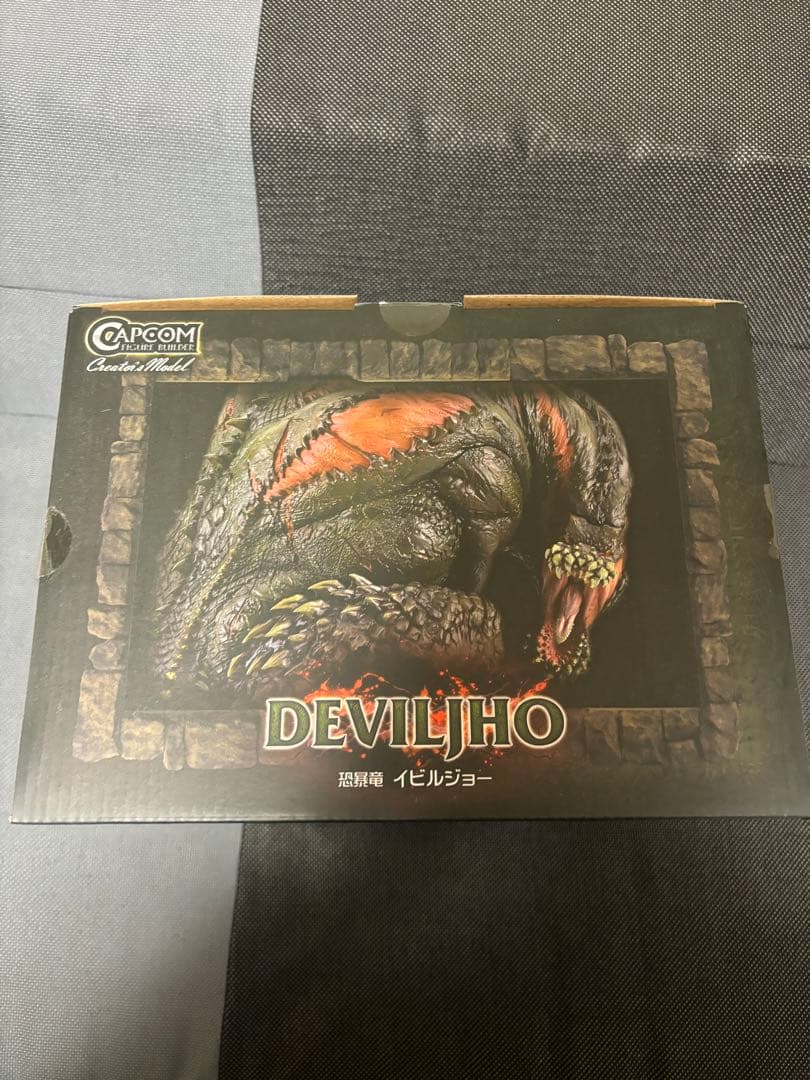 CAPCOM
FIGURE BUILDER
Creator's Model
DEVILJHO
恐暴竜 イビルジョー